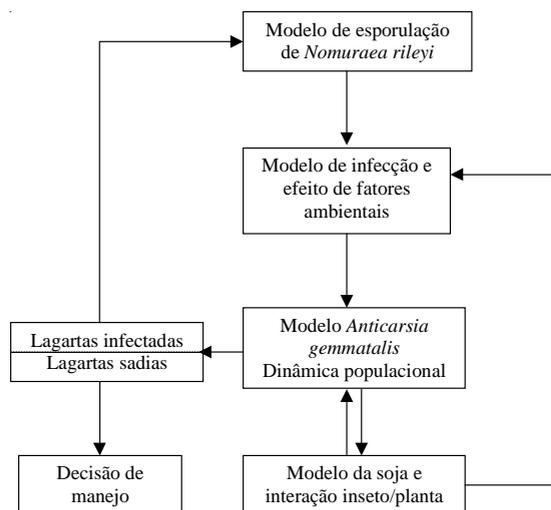 Modelo de esporulação
de Nomuraea rileyi
Modelo de infecção e
efeito de fatores
ambientais
Modelo Anticarsia
gemmatalis
Dinâmica populacional
Lagartas infectadas
Lagartas sadias
Decisão de
manejo
Modelo da soja e
interação inseto/planta